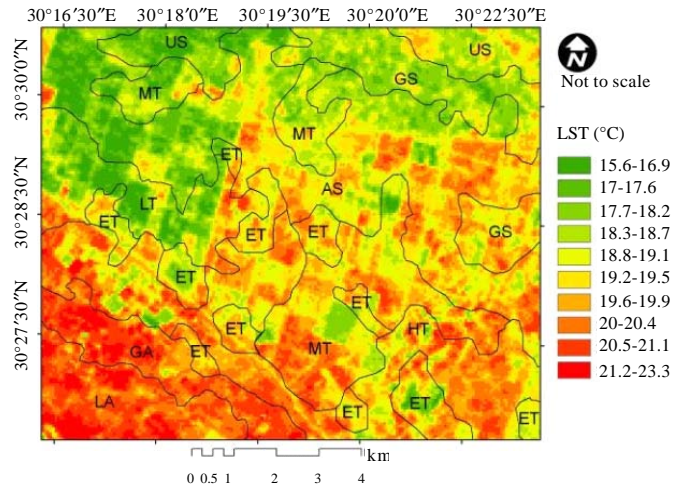 30°16′30″E 30°18′0″E 30°19′30″E 30°20′0″E 30°22′30″E
30°30′0″N
30°28′30″N
30°27′30″N
US
US
GS
MT
MT
ET
AS
LT
ET
ET
ET
GS
ET
ET
ET
HT
GA
ET
MT
LA
ET
ET
ET
N
Not to scale
LST (°C)
15.6-16.9
17-17.6
17.7-18.2
18.3-18.7
18.8-19.1
19.2-19.5
19.6-19.9
20-20.4
20.5-21.1
21.2-23.3
km
0 0.5 1 2 3 4